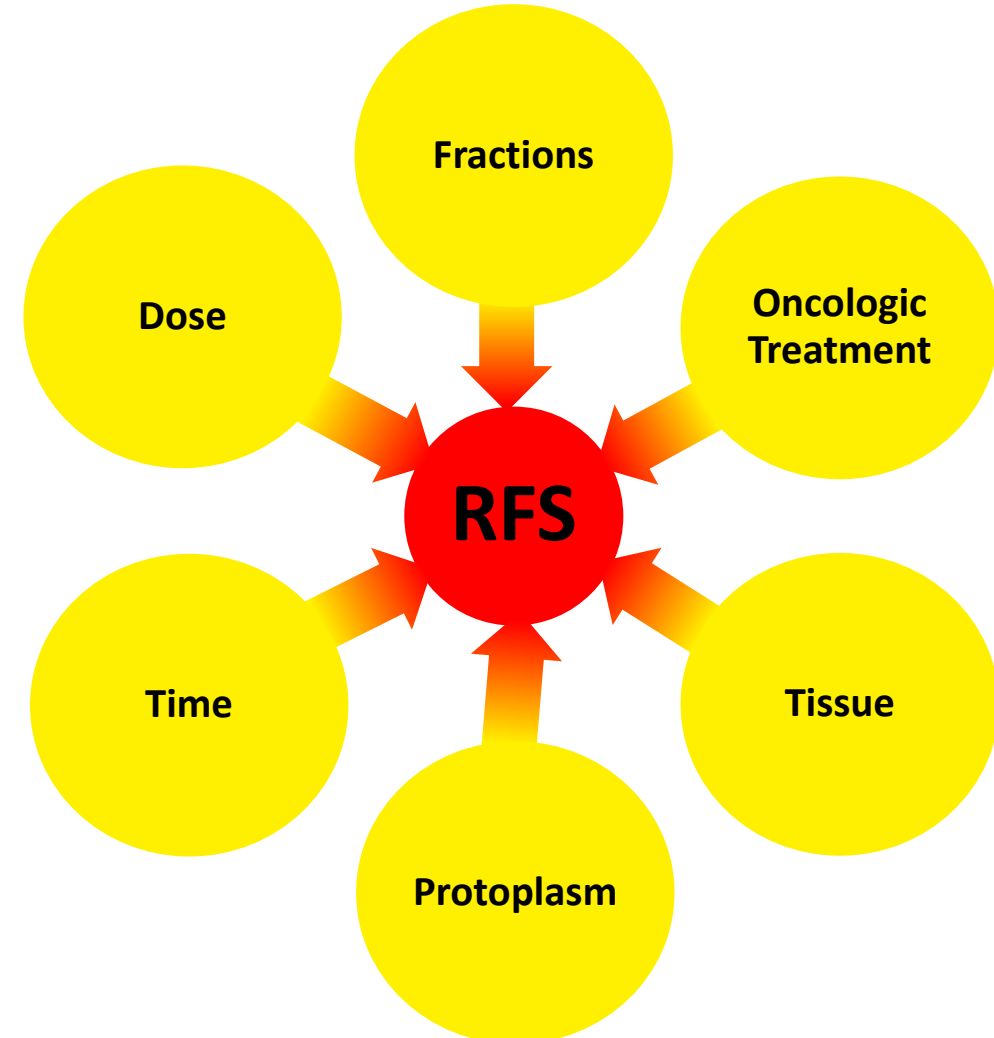 Fractions
Dose
Oncologic
Treatment
RFS
Time
Tissue
Protoplasm